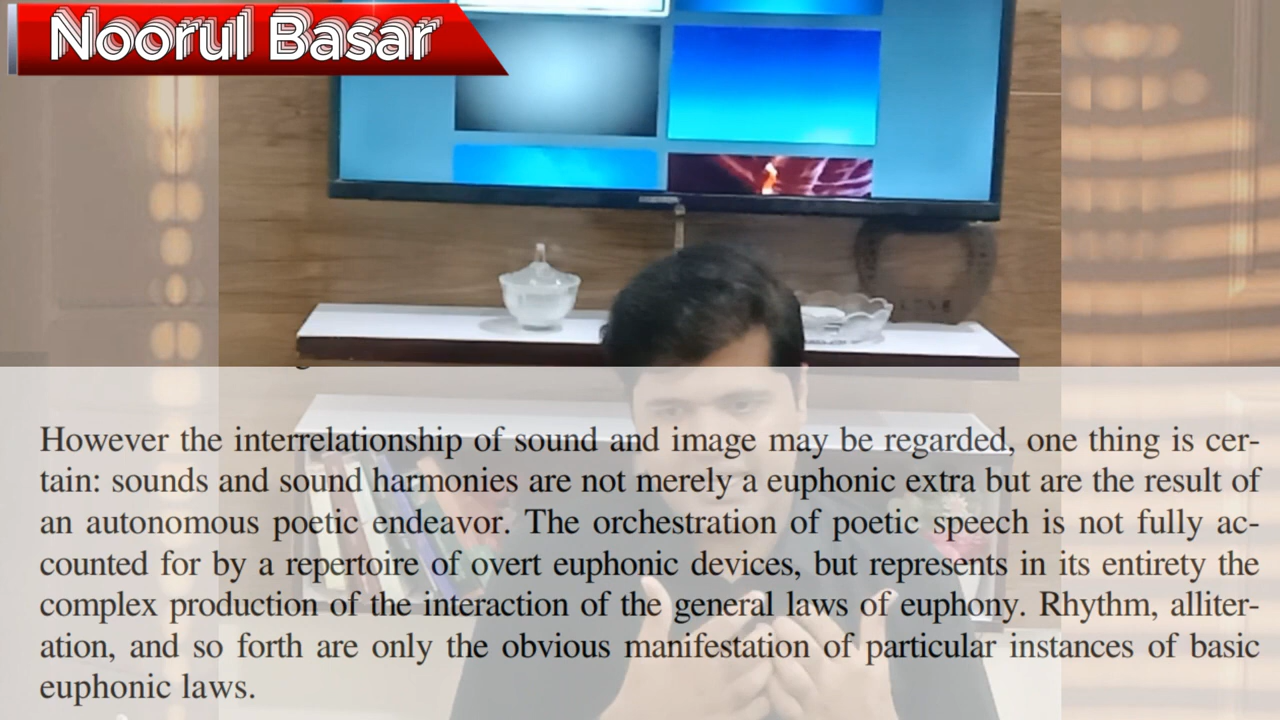 Noorul Basar
However the interrelationship of sound and image may be regarded, one thing is cer-
tain: sounds and sound harmonies are not merely a euphonic extra but are the result of
an autonomous poetic endeavor. The orchestration of poetic speech is not fully ac-
counted for by a repertoire of overt euphonic devices, but represents in its entirety the
complex production of the interaction of the general laws of euphony. Rhythm, alliter-
ation, and so forth are only the obvious manifestation of particular instances of basic
euphonic laws.